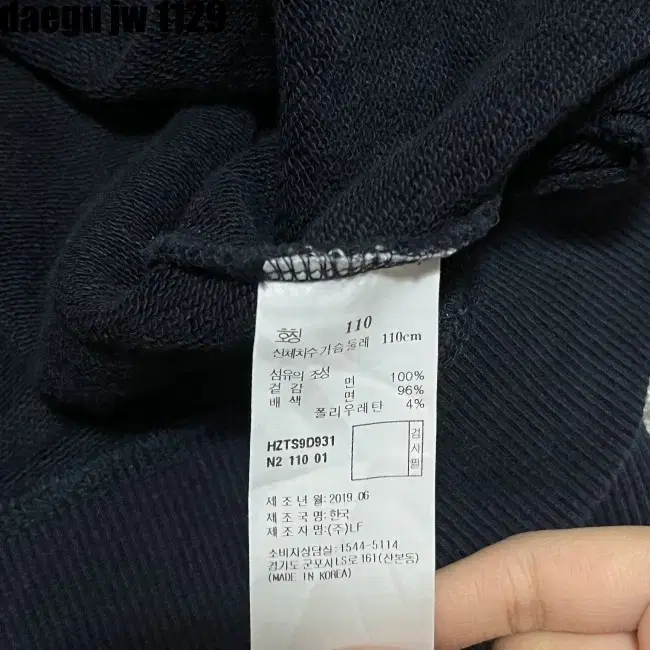 daegu jw 1129
호칭 110
신체치수 가슴둘레 110cm
섬유의 조성
겉감 면 100%
배색 면 96%
폴리우레탄 4%
HZTS9D931
N2 110 01
검사필
제 조 년 월:2019.06
제 조 국 명:한국
제 조 자 명:(주)LF
소비자상담실:1544-5114
경기도 군포시LS로 161(산본동)
(MADE IN KOREA)